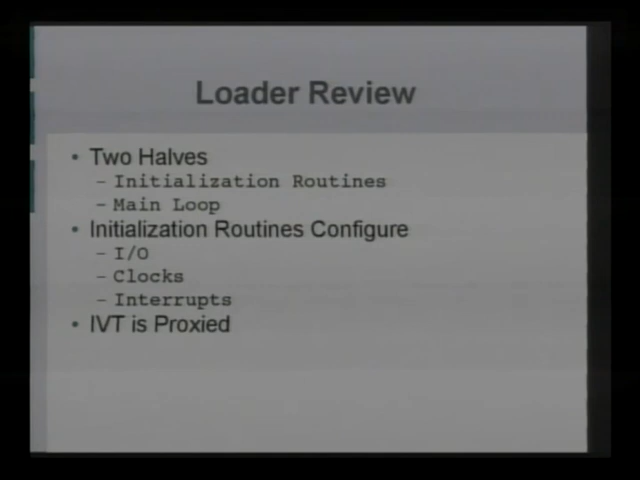 Loader Review
• Two Halves
– Initialization Routines
– Main Loop
• Initialization Routines Configure
– I/O
– Clocks
– Interrupts
• IVT is Proxied